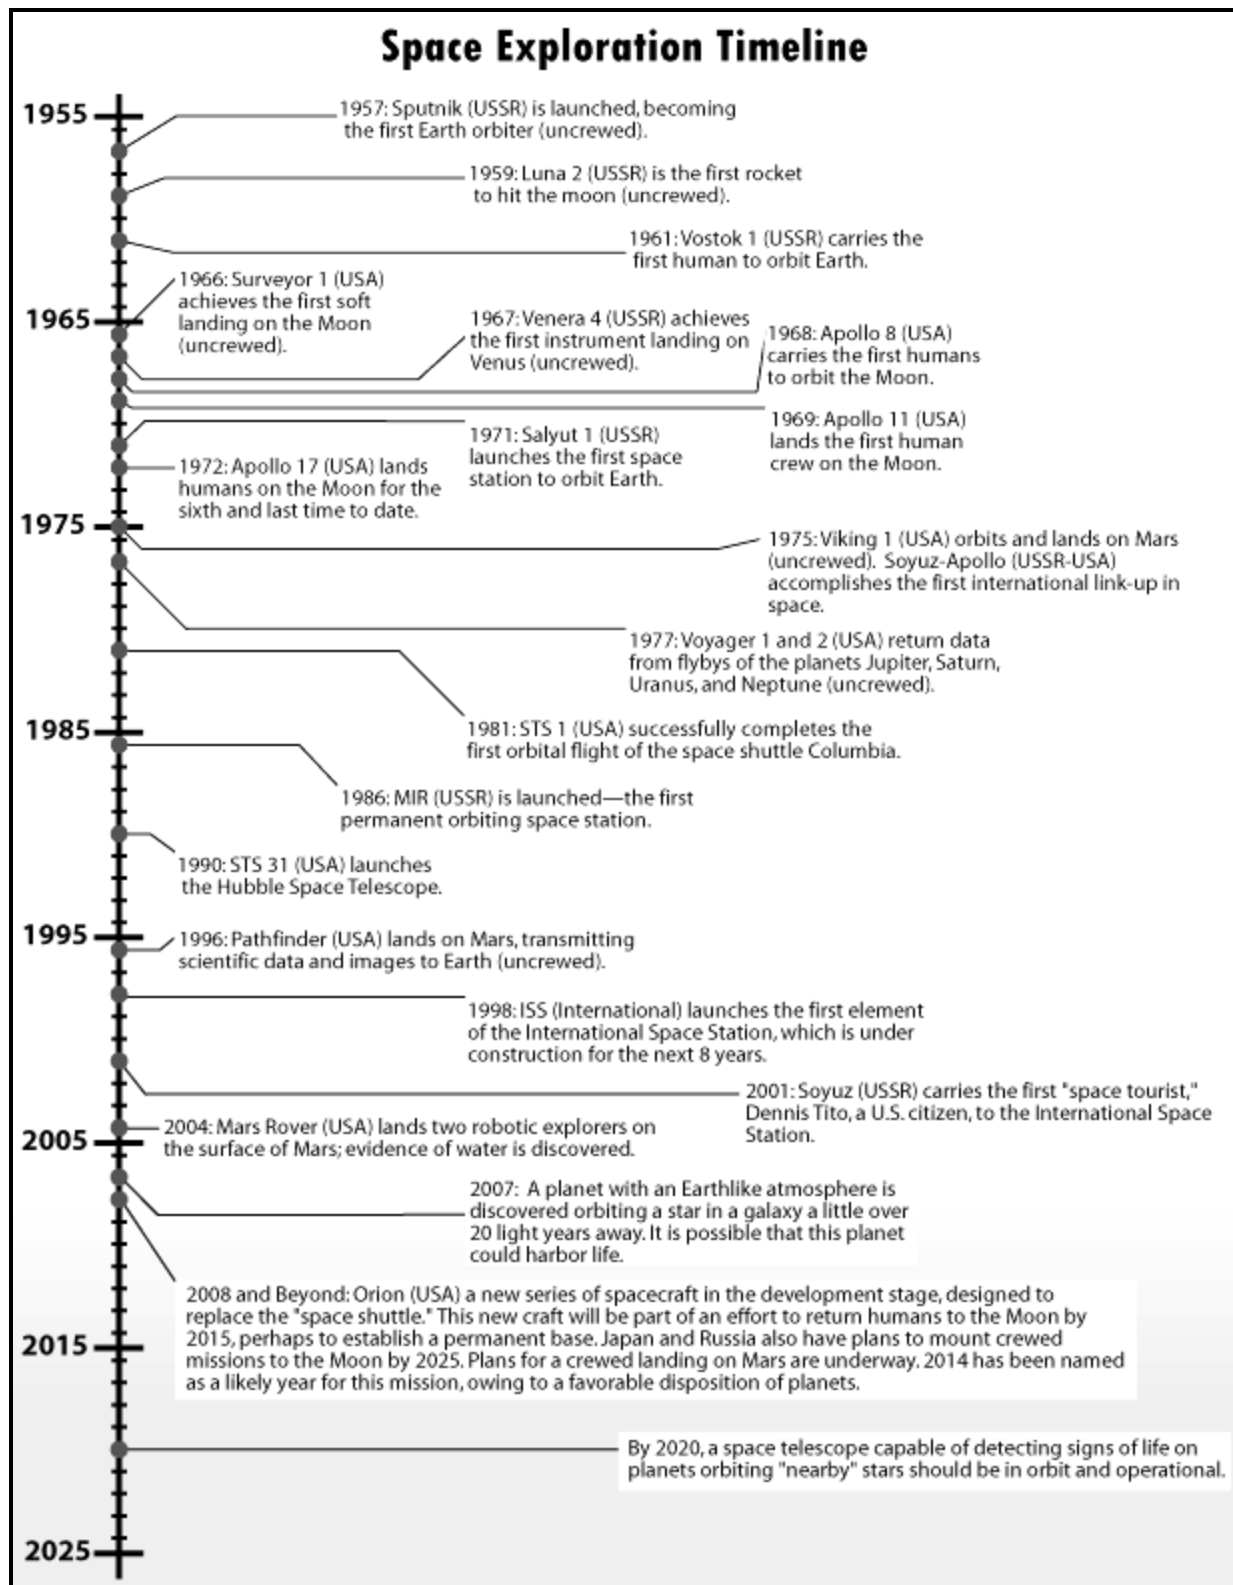 Space Exploration Timeline
1955
1957: Sputnik (USSR) is launched, becoming
the first Earth orbiter (uncrewed).
1959: Luna 2 (USSR) is the first rocket
to hit the moon (uncrewed).
1961: Vostok 1 (USSR) carries the
first human to orbit Earth.
1966: Surveyor 1 (USA)
achieves the first soft
landing on the Moon
(uncrewed).
1965
1967: Venera 4 (USSR) achieves
the first instrument landing on
Venus (uncrewed).
1968: Apollo 8 (USA)
carries the first humans
to orbit the Moon.
1969: Apollo 11 (USA)
lands the first human
crew on the Moon.
1971: Salyut 1 (USSR)
launches the first space
station to orbit Earth.
1972: Apollo 17 (USA) lands
humans on the Moon for the
sixth and last time to date.
1975
1975: Viking 1 (USA) orbits and lands on Mars
(uncrewed). Soyuz-Apollo (USSR-USA)
accomplishes the first international link-up in
space.
1977: Voyager 1 and 2 (USA) return data
from flybys of the planets Jupiter, Saturn,
Uranus, and Neptune (uncrewed).
1985
1981: STS 1 (USA) successfully completes the
first orbital flight of the space shuttle Columbia.
1986: MIR (USSR) is launched—the first
permanent orbiting space station.
1990: STS 31 (USA) launches
the Hubble Space Telescope.
1995
1996: Pathfinder (USA) lands on Mars, transmitting
scientific data and images to Earth (uncrewed).
1998: ISS (International) launches the first element
of the International Space Station, which is under
construction for the next 8 years.
2001: Soyuz (USSR) carries the first "space tourist,"
Dennis Tito, a U.S. citizen, to the International Space
Station.
2004: Mars Rover (USA) lands two robotic explorers on
the surface of Mars; evidence of water is discovered.
2005
2007: A planet with an Earthlike atmosphere is
discovered orbiting a star in a galaxy a little over
20 light years away. It is possible that this planet
could harbor life.
2008 and Beyond: Orion (USA) a new series of spacecraft in the development stage, designed to
replace the "space shuttle." This new craft will be part of an effort to return humans to the Moon by
2015, perhaps to establish a permanent base. Japan and Russia also have plans to mount crewed
missions to the Moon by 2025. Plans for a crewed landing on Mars are underway. 2014 has been named
as a likely year for this mission, owing to a favorable disposition of planets.
2015
By 2020, a space telescope capable of detecting signs of life on
planets orbiting "nearby" stars should be in orbit and operational.
2025